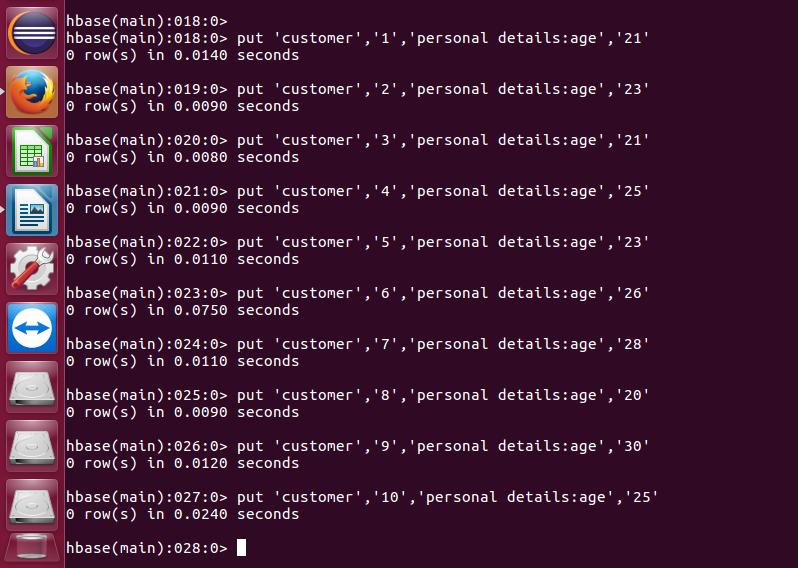 hbase(main):018:0>
hbase(main):018:0> put 'customer','1','personal details:age','21'
0 row(s) in 0.0140 seconds
hbase(main):019:0> put 'customer','2','personal details:age','23'
0 row(s) in 0.0090 seconds
hbase(main):020:0> put 'customer','3','personal details:age','21'
0 row(s) in 0.0080 seconds
hbase(main):021:0> put 'customer','4','personal details:age','25'
0 row(s) in 0.0090 seconds
hbase(main):022:0> put 'customer','5','personal details:age','23'
0 row(s) in 0.0110 seconds
hbase(main):023:0> put 'customer','6','personal details:age','26'
0 row(s) in 0.0750 seconds
hbase(main):024:0> put 'customer','7','personal details:age','28'
0 row(s) in 0.0110 seconds
hbase(main):025:0> put 'customer','8','personal details:age','20'
0 row(s) in 0.0090 seconds
hbase(main):026:0> put 'customer','9','personal details:age','30'
0 row(s) in 0.0120 seconds
hbase(main):027:0> put 'customer','10','personal details:age','25'
0 row(s) in 0.0240 seconds
hbase(main):028:0>